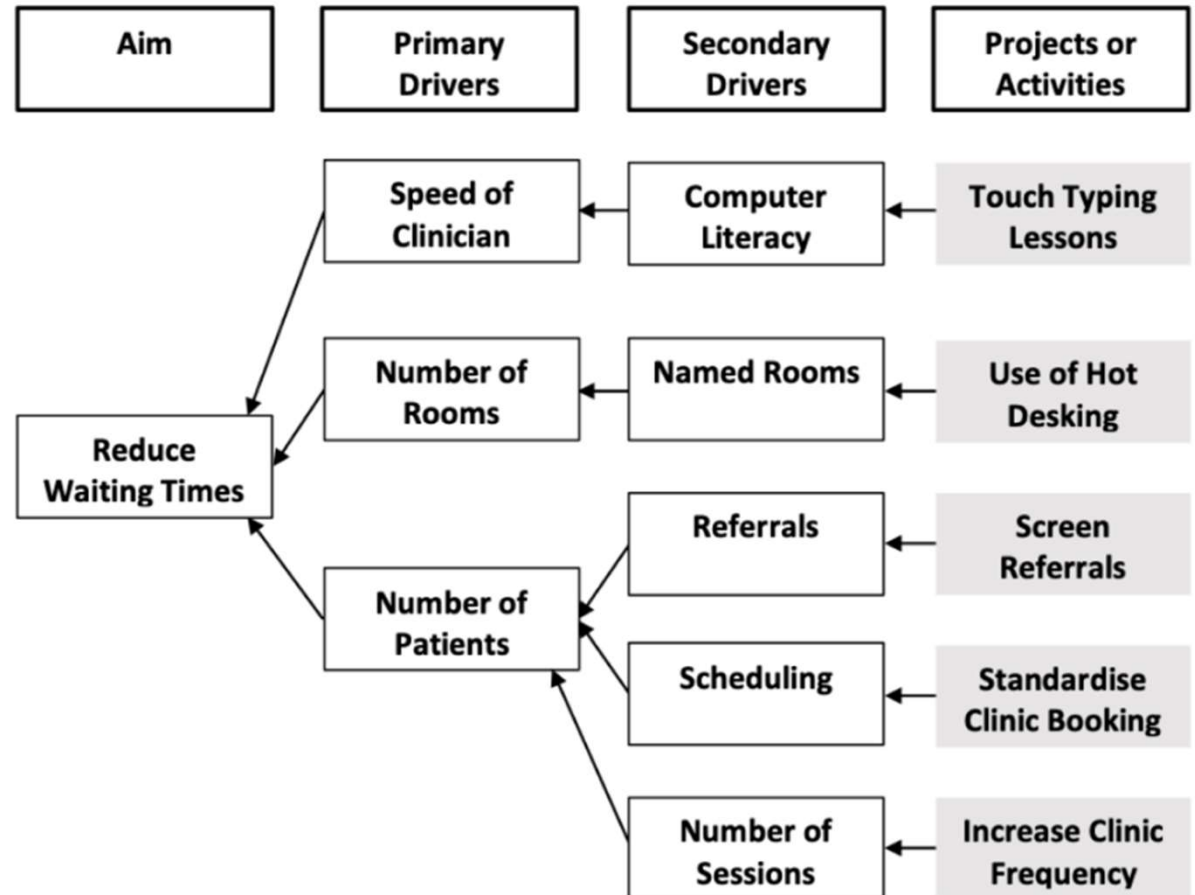 Aim
Primary
Drivers
Secondary
Drivers
Projects or
Activities
Speed of
Clinician
Computer
Literacy
Touch Typing
Lessons
Number of
Rooms
Named Rooms
Use of Hot
Desking
Reduce
Waiting Times
Referrals
Screen
Referrals
Number of
Patients
Scheduling
Standardise
Clinic Booking
Number of
Sessions
Increase Clinic
Frequency